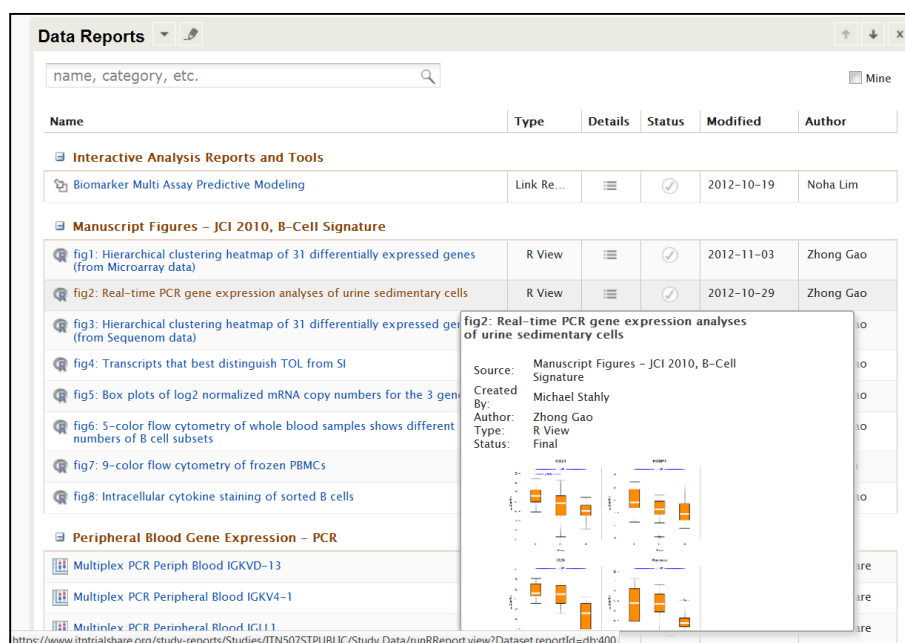 Data Reports
name, category, etc.
Mine
Name Type Details Status Modified Author
Interactive Analysis Reports and Tools
Biomarker Multi Assay Predictive Modeling Link Re... 2012-10-19 Noha Lim
Manuscript Figures – JCI 2010, B-Cell Signature
fig1: Hierarchical clustering heatmap of 31 differentially expressed genes
(from Microarray data) R View 2012-11-03 Zhong Gao
fig2: Real-time PCR gene expression analyses of urine sedimentary cells R View 2012-10-29 Zhong Gao
fig3: Hierarchical clustering heatmap of 31 differentially expressed
(from Sequenom data)
fig4: Transcripts that best distinguish TOL from SI
fig5: Box plots of log2 normalized mRNA copy numbers for the 3
fig6: 5-color flow cytometry of whole blood samples shows different
numbers of B cell subsets
fig7: 9-color flow cytometry of frozen PBMCs
fig8: Intracellular cytokine staining of sorted B cells
fig2: Real-time PCR gene expression analyses
of urine sedimentary cells
Source: Manuscript Figures – JCI 2010, B-Cell
Signature
Created
By: Michael Stahly
Author: Zhong Gao
Type: R View
Status: Final
Peripheral Blood Gene Expression – PCR
Multiplex PCR Periph Blood IGKVD-13
Multiplex PCR Peripheral Blood IGKV4-1
Multiplex PCR Peripheral Blood IGLL1
https://www.itntrialshare.org/study-reports/Studies/ITN507STPUBLIC/Study Data/runRReport.view?Dataset.reportId=db:400